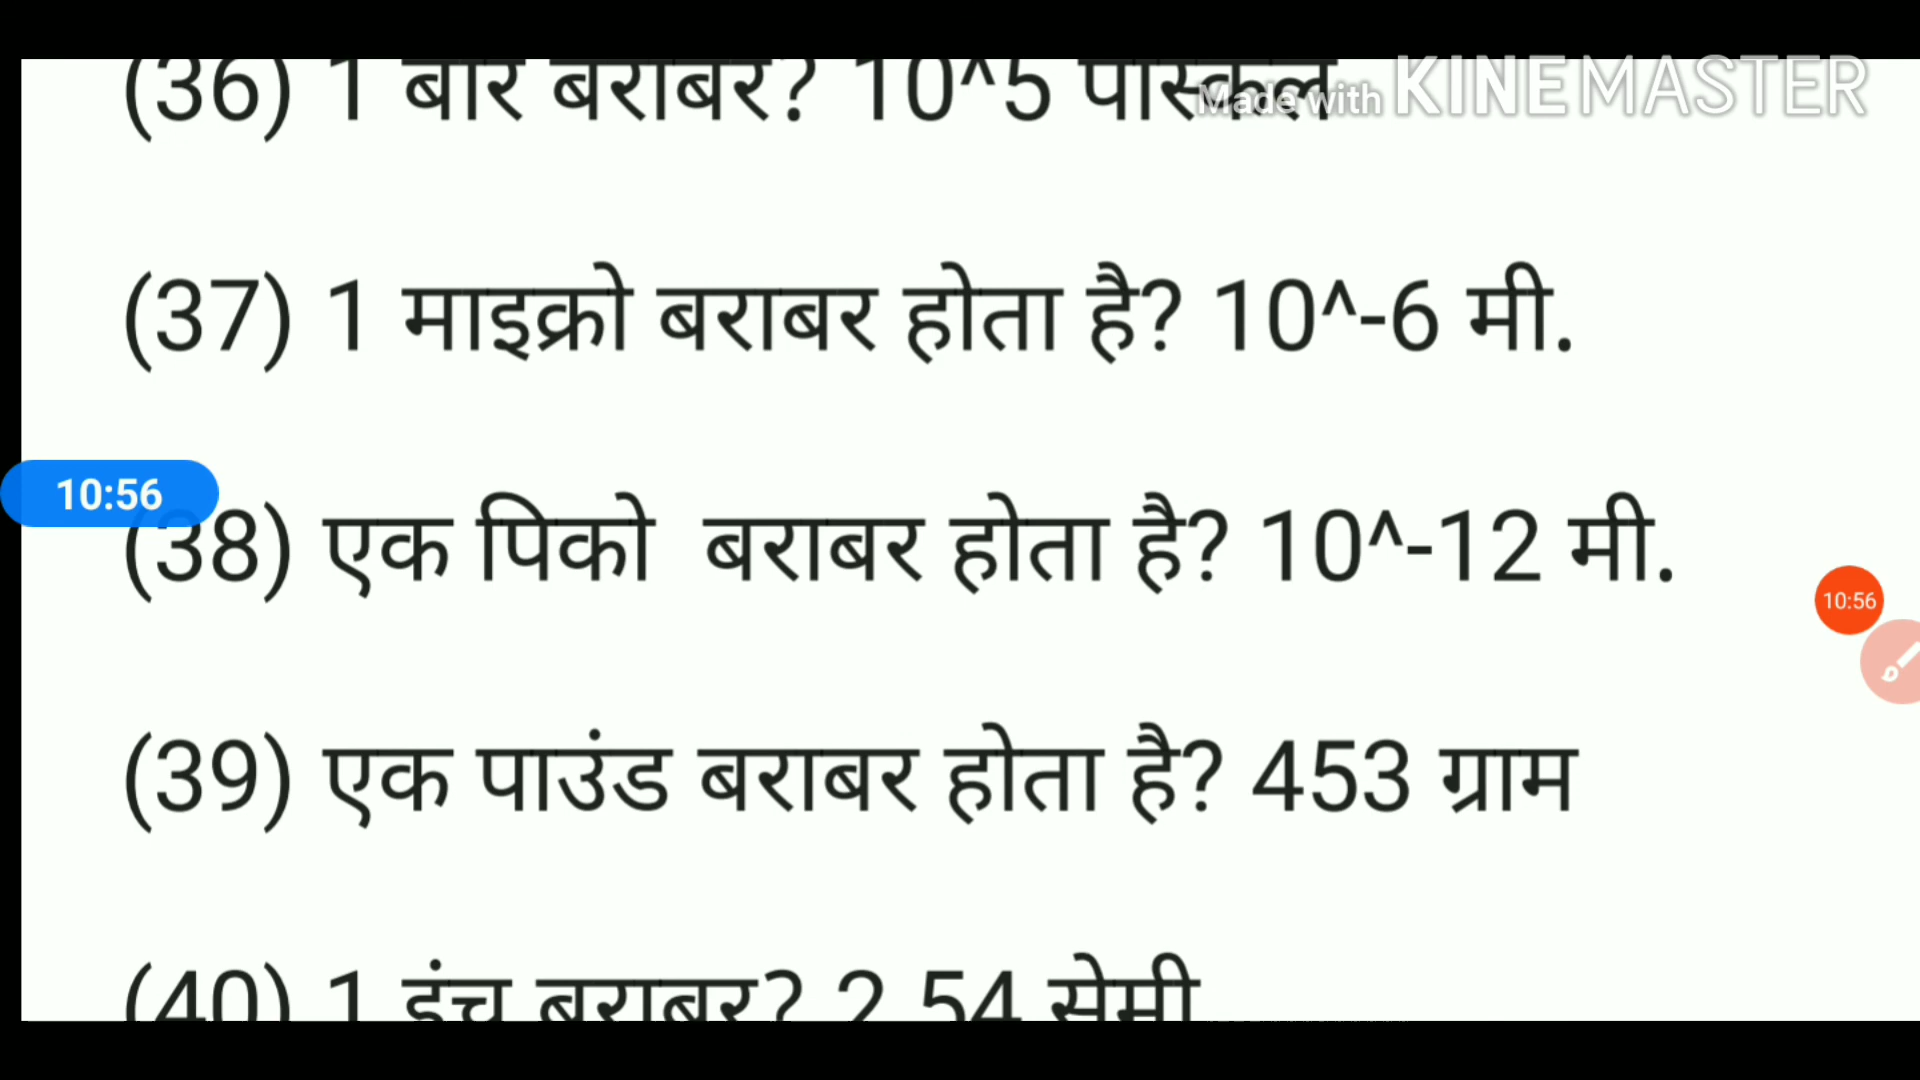 (36) 1 बार बराबर? 10^5 पास्कल
Made with KINEMASTER
(37) 1 माइक्रो बराबर होता है? 10^-6 मी.
10:56
(38) एक पिको बराबर होता है? 10^-12 मी.
10:56
(39) एक पाउंड बराबर होता है? 453 ग्राम
(40) 1 इंच बराबर? 2.54 सेमी